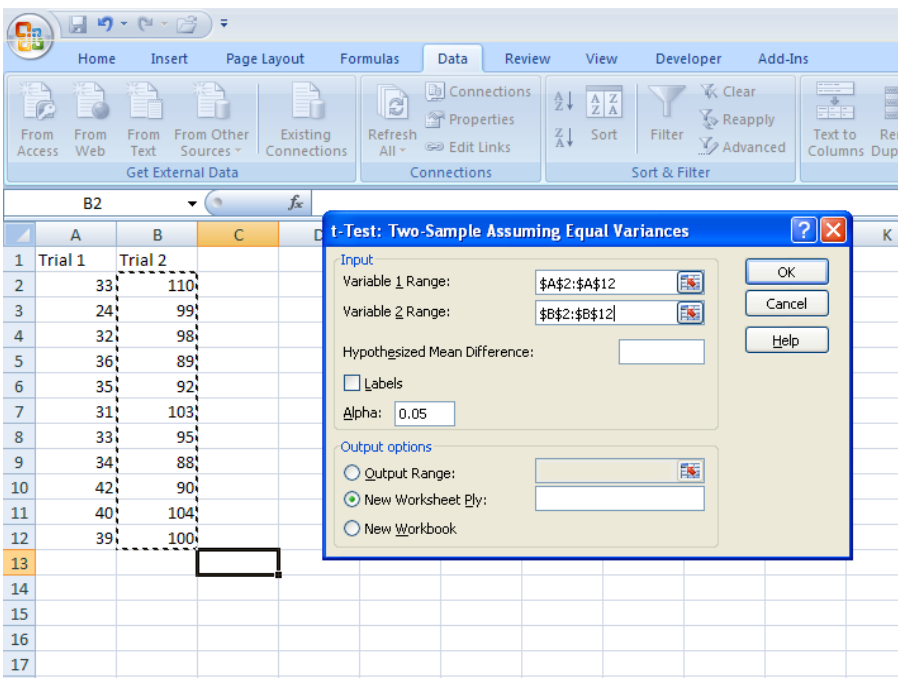 Home Insert Page Layout Formulas Data Review View Developer Add-Ins
From Access
From Web
From Text
From Other Sources
Existing Connections
Get External Data
Refresh All
Connections
Properties
Edit Links
Connections
A Z
Z A
A Z
Z A
Sort
Filter
Clear
Reapply
Advanced
Sort & Filter
Text to Columns
B2 fx
A B C D K
1 Trial 1 Trial 2
2 33 110
3 24 99
4 32 98
5 36 89
6 35 92
7 31 103
8 33 95
9 34 88
10 42 90
11 40 104
12 39 100
13
14
15
16
17
t-Test: Two-Sample Assuming Equal Variances ?
Input
Variable 1 Range: $A$2:$A$12
Variable 2 Range: $B$2:$B$12
Hypothesized Mean Difference:
Labels
Alpha: 0.05
Output options
Output Range:
New Worksheet Ply:
New Workbook
OK
Cancel
Help